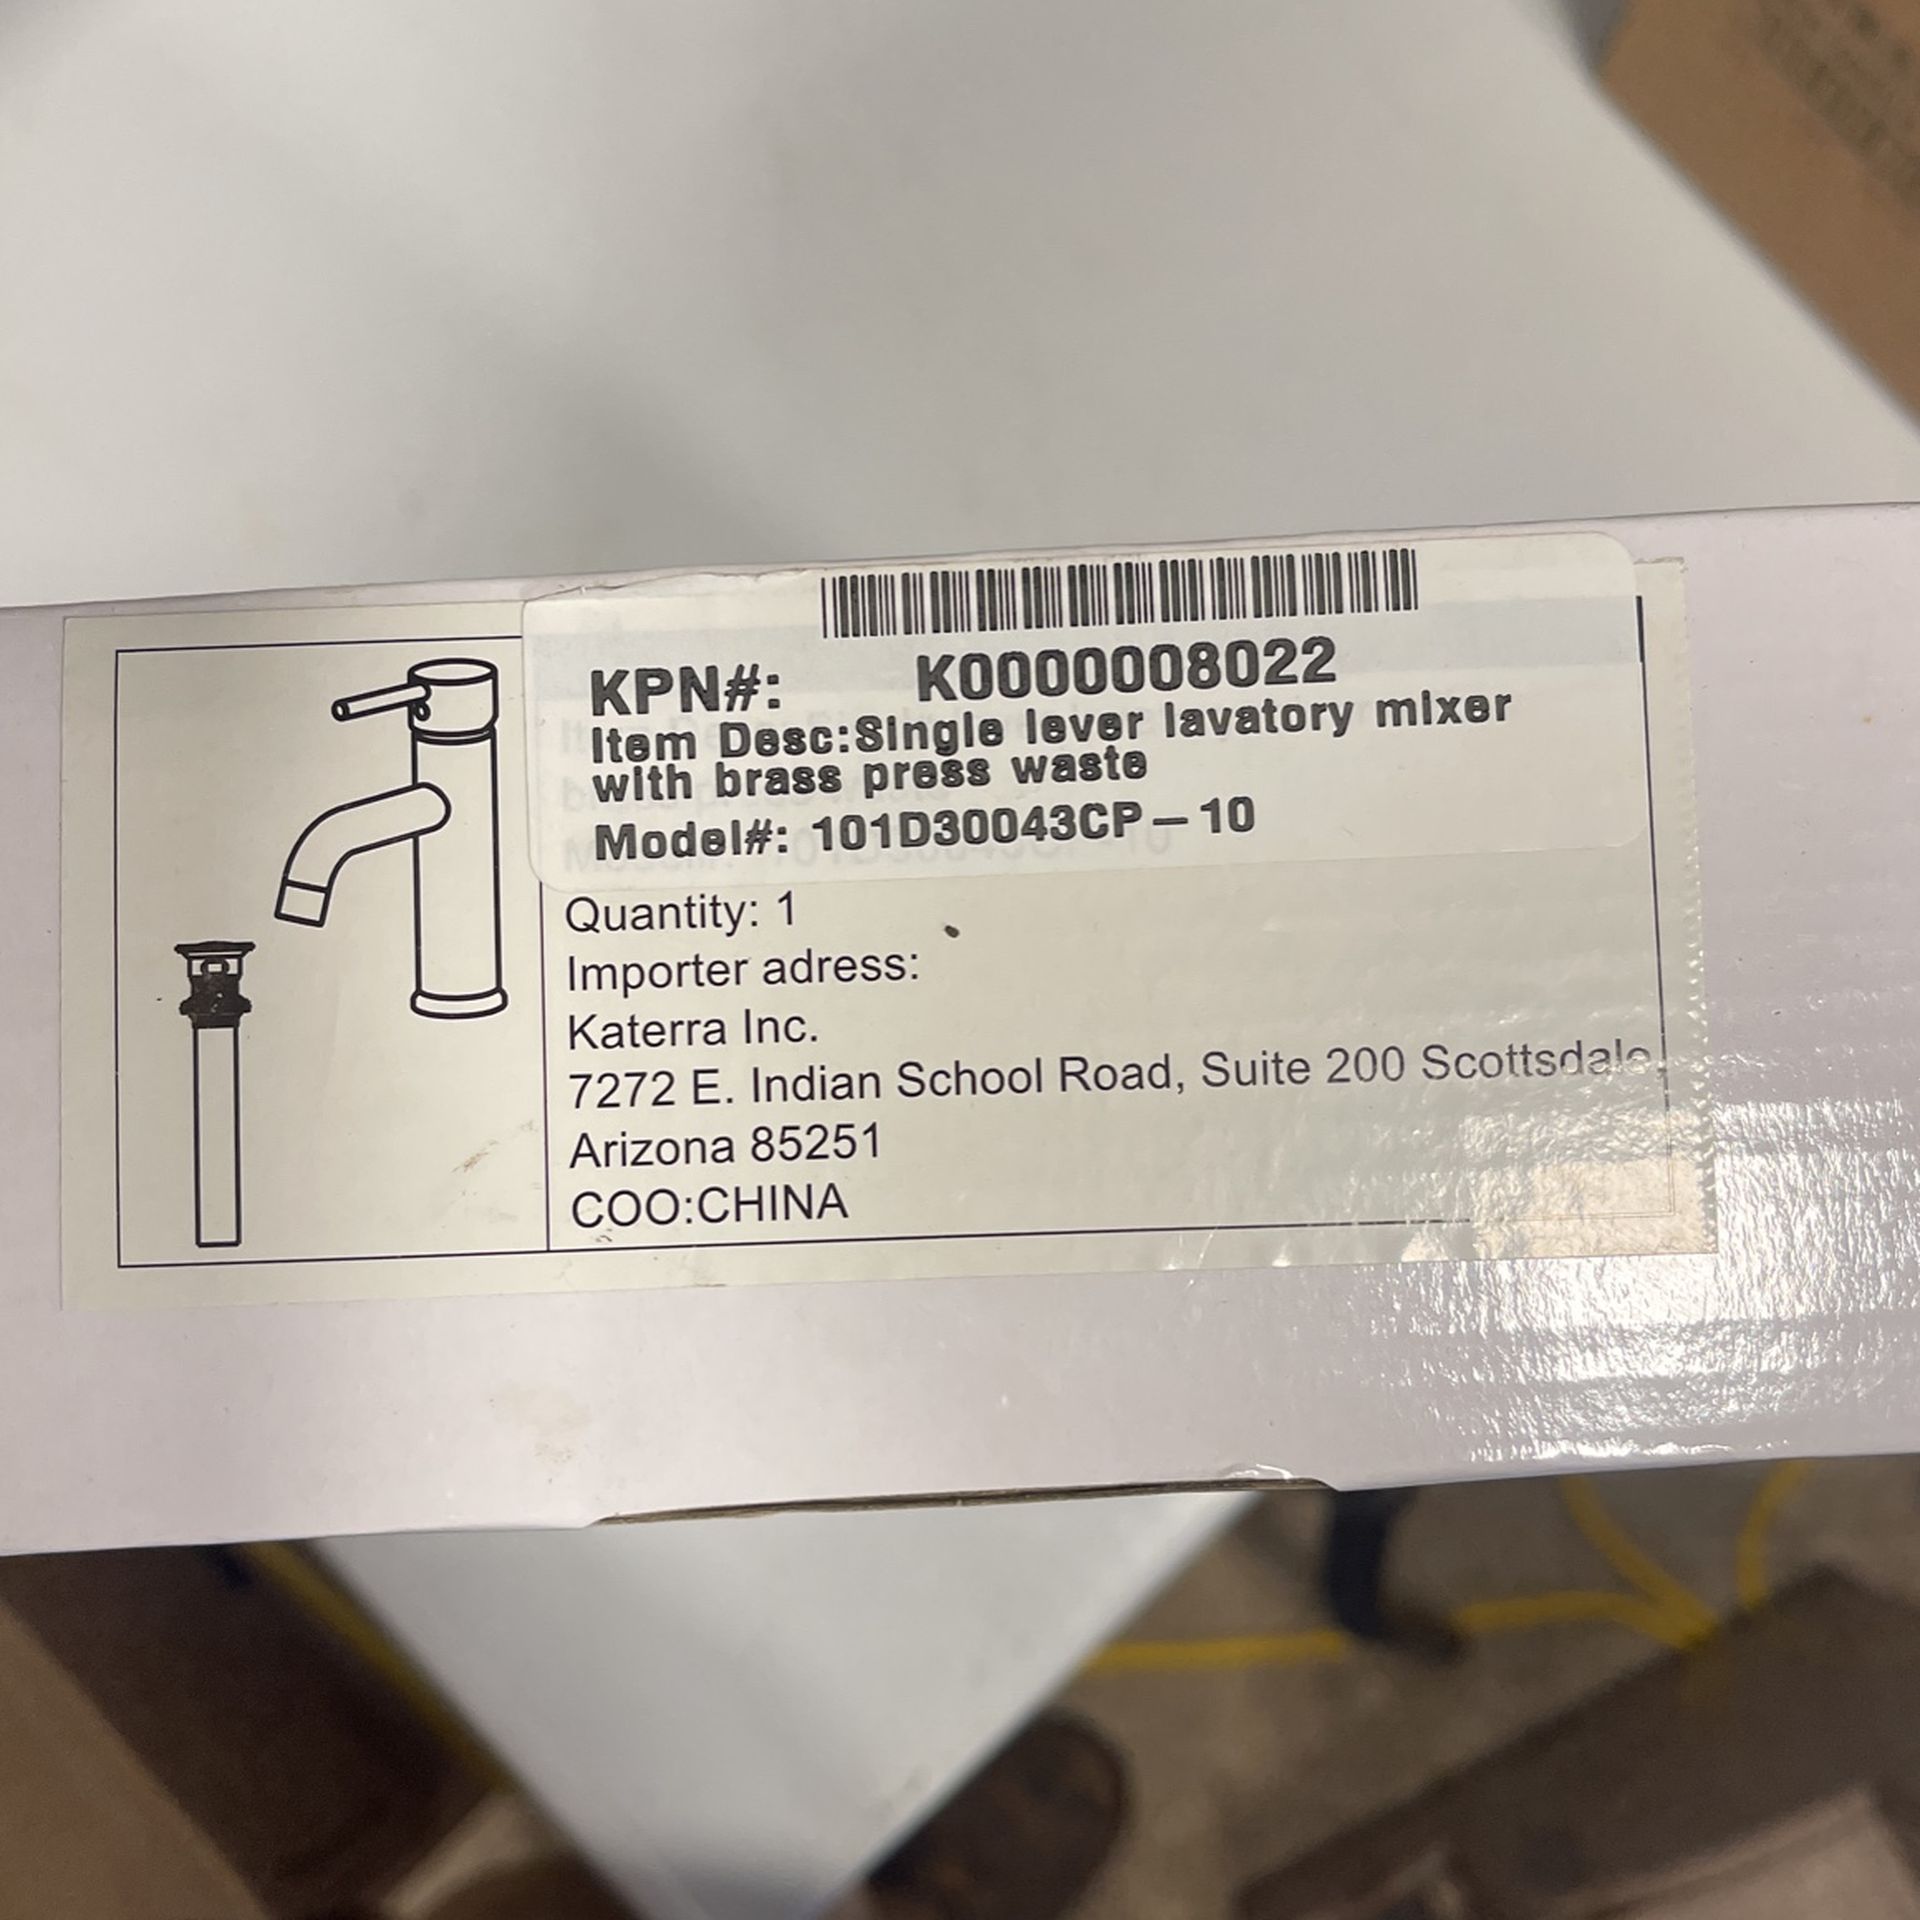 KPN#: K0000008022
Item Desc:Single lever lavatory mixer
with brass press waste
Model#: 101D30043CP-10
Quantity: 1
Importer adress:
Katerra Inc.
7272 E. Indian School Road, Suite 200 Scottsdale,
Arizona 85251
COO:CHINA